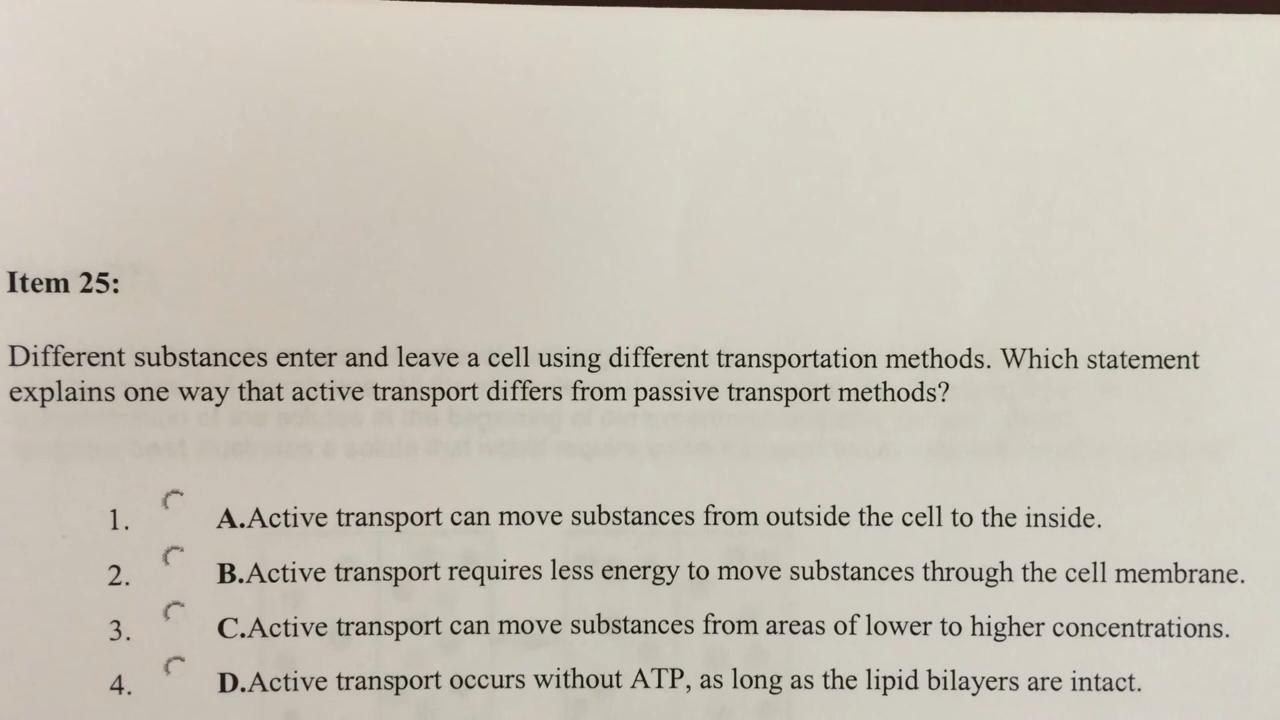 Item 25:
Different substances enter and leave a cell using different transportation methods. Which statement
explains one way that active transport differs from passive transport methods?
1. A.Active transport can move substances from outside the cell to the inside.
2. B.Active transport requires less energy to move substances through the cell membrane.
3. C.Active transport can move substances from areas of lower to higher concentrations.
4. D.Active transport occurs without ATP, as long as the lipid bilayers are intact.